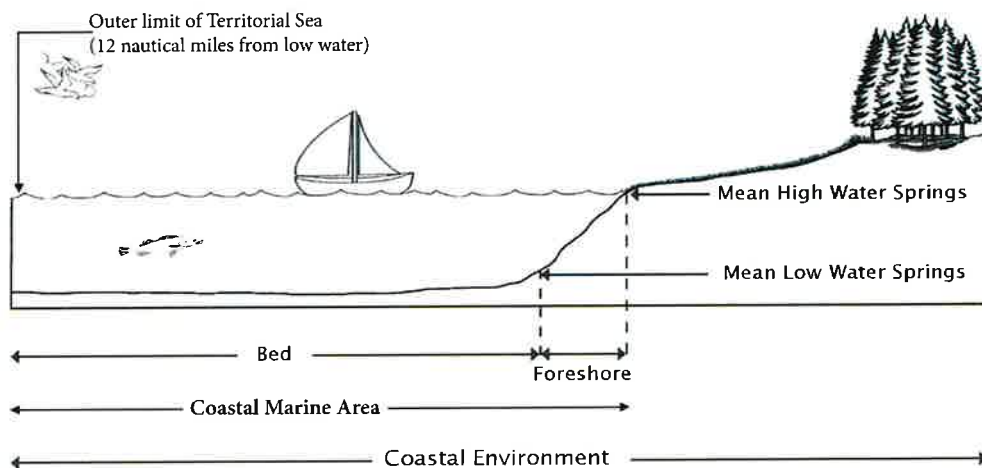 Outer limit of Territorial Sea
(12 nautical miles from low water)
Mean High Water Springs
Mean Low Water Springs
Bed
Foreshore
Coastal Marine Area
Coastal Environment